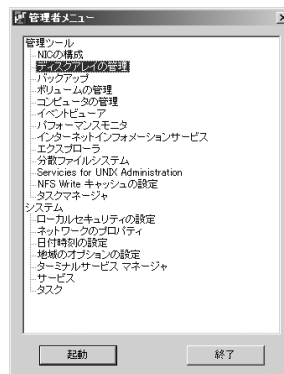 管理者メニュー
管理ツール
NICの構成
ディスクアレイの管理
バックアップ
ボリュームの管理
コンピュータの管理
イベントビューア
パフォーマンスモニタ
インターネットインフォメーションサービス
エクスプローラ
分散ファイルシステム
Servicies for UNIX Administration
NFS Write キャッシュの設定
タスクマネージャ
システム
ローカルセキュリティの設定
ネットワークのプロパティ
日付時刻の設定
地域のオプションの設定
ターミナルサービス マネージャ
サービス
タスク
起動
終了